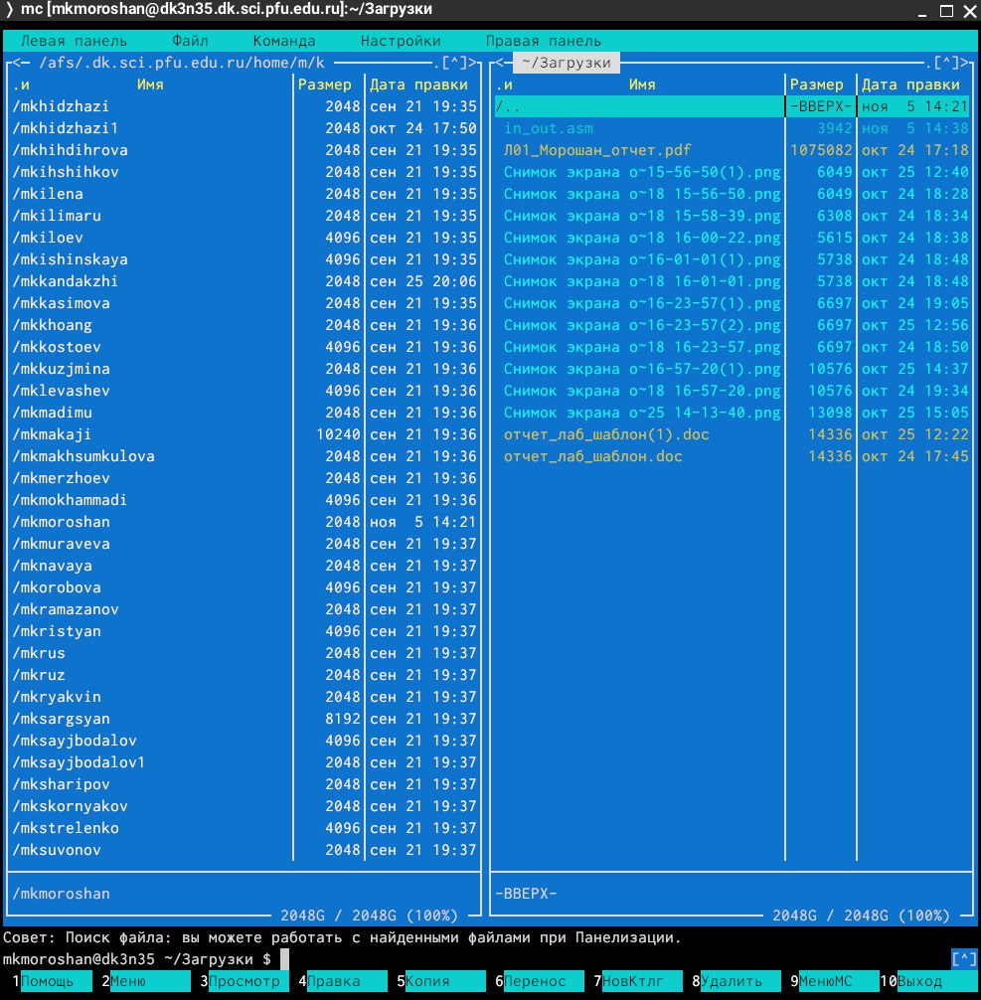 ❭ mc [mkmoroshan@dk3n35.dk.sci.pfu.edu.ru]:~/Загрузки
Левая панель Файл Команда Настройки Правая панель
<— /afs/.dk.sci.pfu.edu.ru/home/m/k .[^]>
.и Имя Размер Дата правки
/mkhidzhazi 2048 сен 21 19:35
/mkhidzhazi1 2048 окт 24 17:50
/mkhihdihrova 2048 сен 21 19:35
/mkihshihkov 2048 сен 21 19:35
/mkilena 2048 сен 21 19:35
/mkilimaru 2048 сен 21 19:35
/mkiloev 4096 сен 21 19:35
/mkishinskaya 4096 сен 21 19:35
/mkkandakzhi 2048 сен 25 20:06
/mkkasimova 2048 сен 21 19:35
/mkkhoang 2048 сен 21 19:36
/mkkostoev 4096 сен 21 19:36
/mkkuzjmina 2048 сен 21 19:36
/mklevashev 2048 сен 21 19:36
/mkmadimu 2048 сен 21 19:36
/mkmakaji 10240 сен 21 19:36
/mkmakhsumkulova 2048 сен 21 19:36
/mkmerzhoev 2048 сен 21 19:36
/mkmokhammadi 4096 сен 21 19:36
/mkmoroshan 2048 ноя 5 14:21
/mkmuraveva 2048 сен 21 19:37
/mknavaya 2048 сен 21 19:37
/mkorobova 4096 сен 21 19:37
/mkramazanov 2048 сен 21 19:37
/mkristyan 4096 сен 21 19:37
/mkrus 2048 сен 21 19:37
/mkruz 2048 сен 21 19:37
/mkryakvin 2048 сен 21 19:37
/mksargsyan 8192 сен 21 19:37
/mksayjbodalov 4096 сен 21 19:37
/mksayjbodalov1 2048 сен 21 19:37
/mksharipov 2048 сен 21 19:37
/mkskornyakov 2048 сен 21 19:37
/mkstrelenko 4096 сен 21 19:37
/mksuvonov 2048 сен 21 19:37
/mkmoroshan
2048G / 2048G (100%)
<— ~/Загрузки .[^]>
.и Имя Размер Дата правки
/.. -ВВЕРХ- ноя 5 14:21
in_out.asm 3942 ноя 5 14:38
Л01_Морошан_отчет.pdf 1075082 окт 24 17:18
Снимок экрана о~15-56-50(1).png 6049 окт 25 12:40
Снимок экрана о~18 15-56-50.png 6049 окт 24 18:28
Снимок экрана о~18 15-58-39.png 6308 окт 24 18:34
Снимок экрана о~18 16-00-22.png 5615 окт 24 18:38
Снимок экрана о~16-01-01(1).png 5738 окт 24 18:48
Снимок экрана о~18 16-01-01.png 5738 окт 24 18:48
Снимок экрана о~16-23-57(1).png 6697 окт 24 19:05
Снимок экрана о~16-23-57(2).png 6697 окт 25 12:56
Снимок экрана о~18 16-23-57.png 6697 окт 24 18:50
Снимок экрана о~16-57-20(1).png 10576 окт 25 14:37
Снимок экрана о~18 16-57-20.png 10576 окт 24 19:34
Снимок экрана о~25 14-13-40.png 13098 окт 25 15:05
отчет_лаб_шаблон(1).doc 14336 окт 25 12:22
отчет_лаб_шаблон.doc 14336 окт 24 17:45
-ВВЕРХ-
2048G / 2048G (100%)
Совет: Поиск файла: вы можете работать с найденными файлами при Панелизации.
mkmoroshan@dk3n35 ~/Загрузки $ [^]
1Помощь 2Меню 3Просмотр 4Правка 5Копия 6Перенос 7НовКтлг 8Удалить 9МенюМС 10Выход